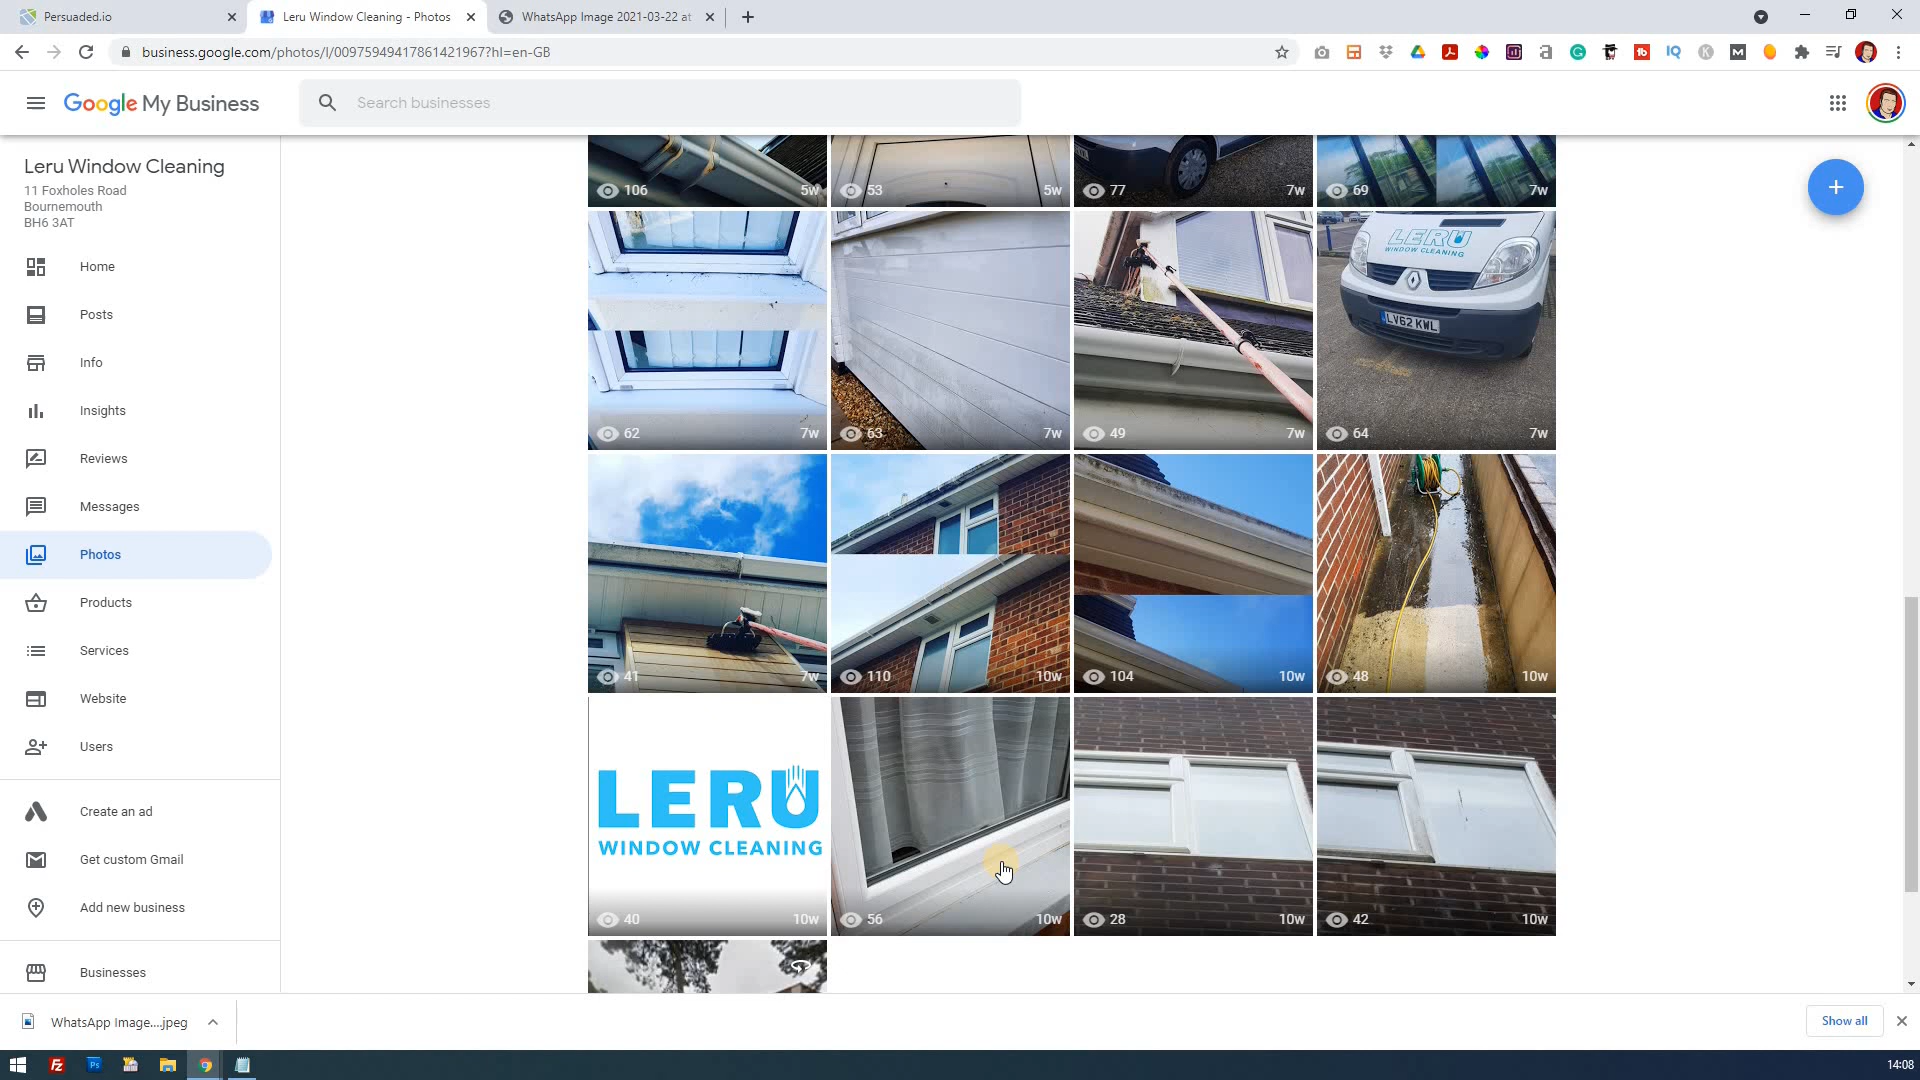 Persuaded.io
Leru Window Cleaning - Photos
WhatsApp Image 2021-03-22 at
business.google.com/photos/l/00975949417861421967?hl=en-GB
Google My Business
Search businesses
Leru Window Cleaning
11 Foxholes Road
Bournemouth
BH6 3AT
Home
Posts
Info
Insights
Reviews
Messages
Photos
Products
Services
Website
Users
Create an ad
Get custom Gmail
Add new business
Businesses
106 5w
53 5w
77 7w
69 7w
62 7w
63 7w
49 7w
LERU
WINDOW CLEANING
LV62 KWL
64 7w
41 7w
110 10w
104 10w
48 10w
LERU
WINDOW CLEANING
40 10w
56 10w
28 10w
42 10w
WhatsApp Image....jpeg
Show all
14:08